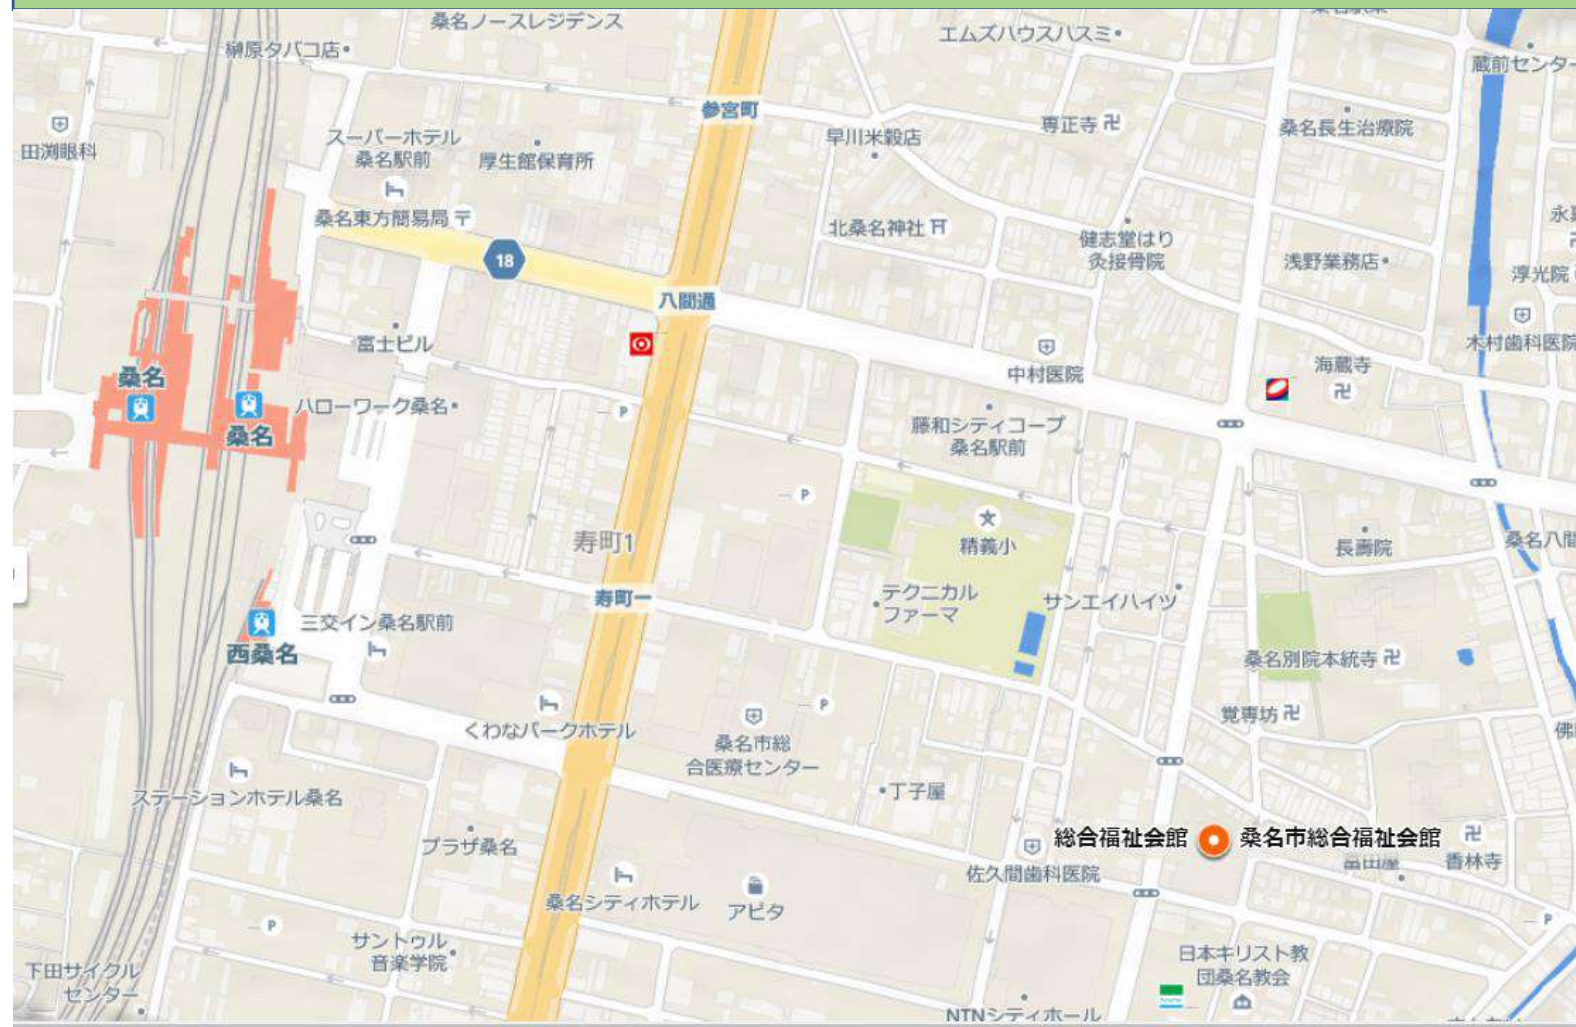 桑名ノースレジデンス
エムズハウスハスミ
榊原タバコ店
蔵前センター
参宮町
田渕眼科
スーパーホテル
桑名駅前
厚生館保育所
早川米穀店
専正寺
桑名長生治療院
桑名東方簡易局
北桑名神社
健志堂はり
灸接骨院
浅野業務店
淳光院
18
八間通
富士ビル
中村医院
海蔵寺
木村歯科医院
桑名
桑名
ハローワーク桑名
P
藤和シティコープ
桑名駅前
P
寿町1
精義小
長壽院
桑名八間
寿町一
テクニカル
ファーマ
サンエイハイツ
三交イン桑名駅前
西桑名
桑名別院本統寺
くわなパークホテル
P
覚専坊
桑名市総
合医療センター
ステーションホテル桑名
丁子屋
プラザ桑名
総合福祉会館
桑名市総合福祉会館
佐久間歯科医院
香林寺
桑名シティホテル
アピタ
P
P
サントゥル
音楽学院
日本キリスト教
団桑名教会
下田サイクル
センター
NTNシティホール